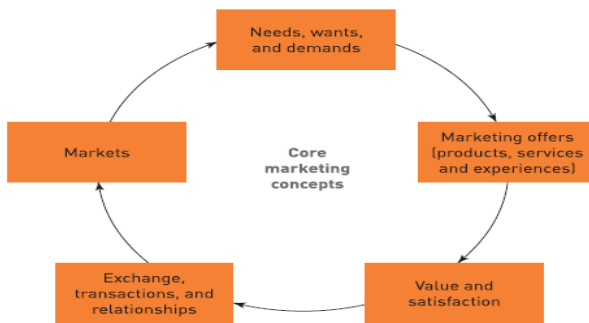 Needs, wants,
and demands
Marketing offers
(products, services
and experiences)
Value and
satisfaction
Exchange,
transactions, and
relationships
Markets
Core
marketing
concepts